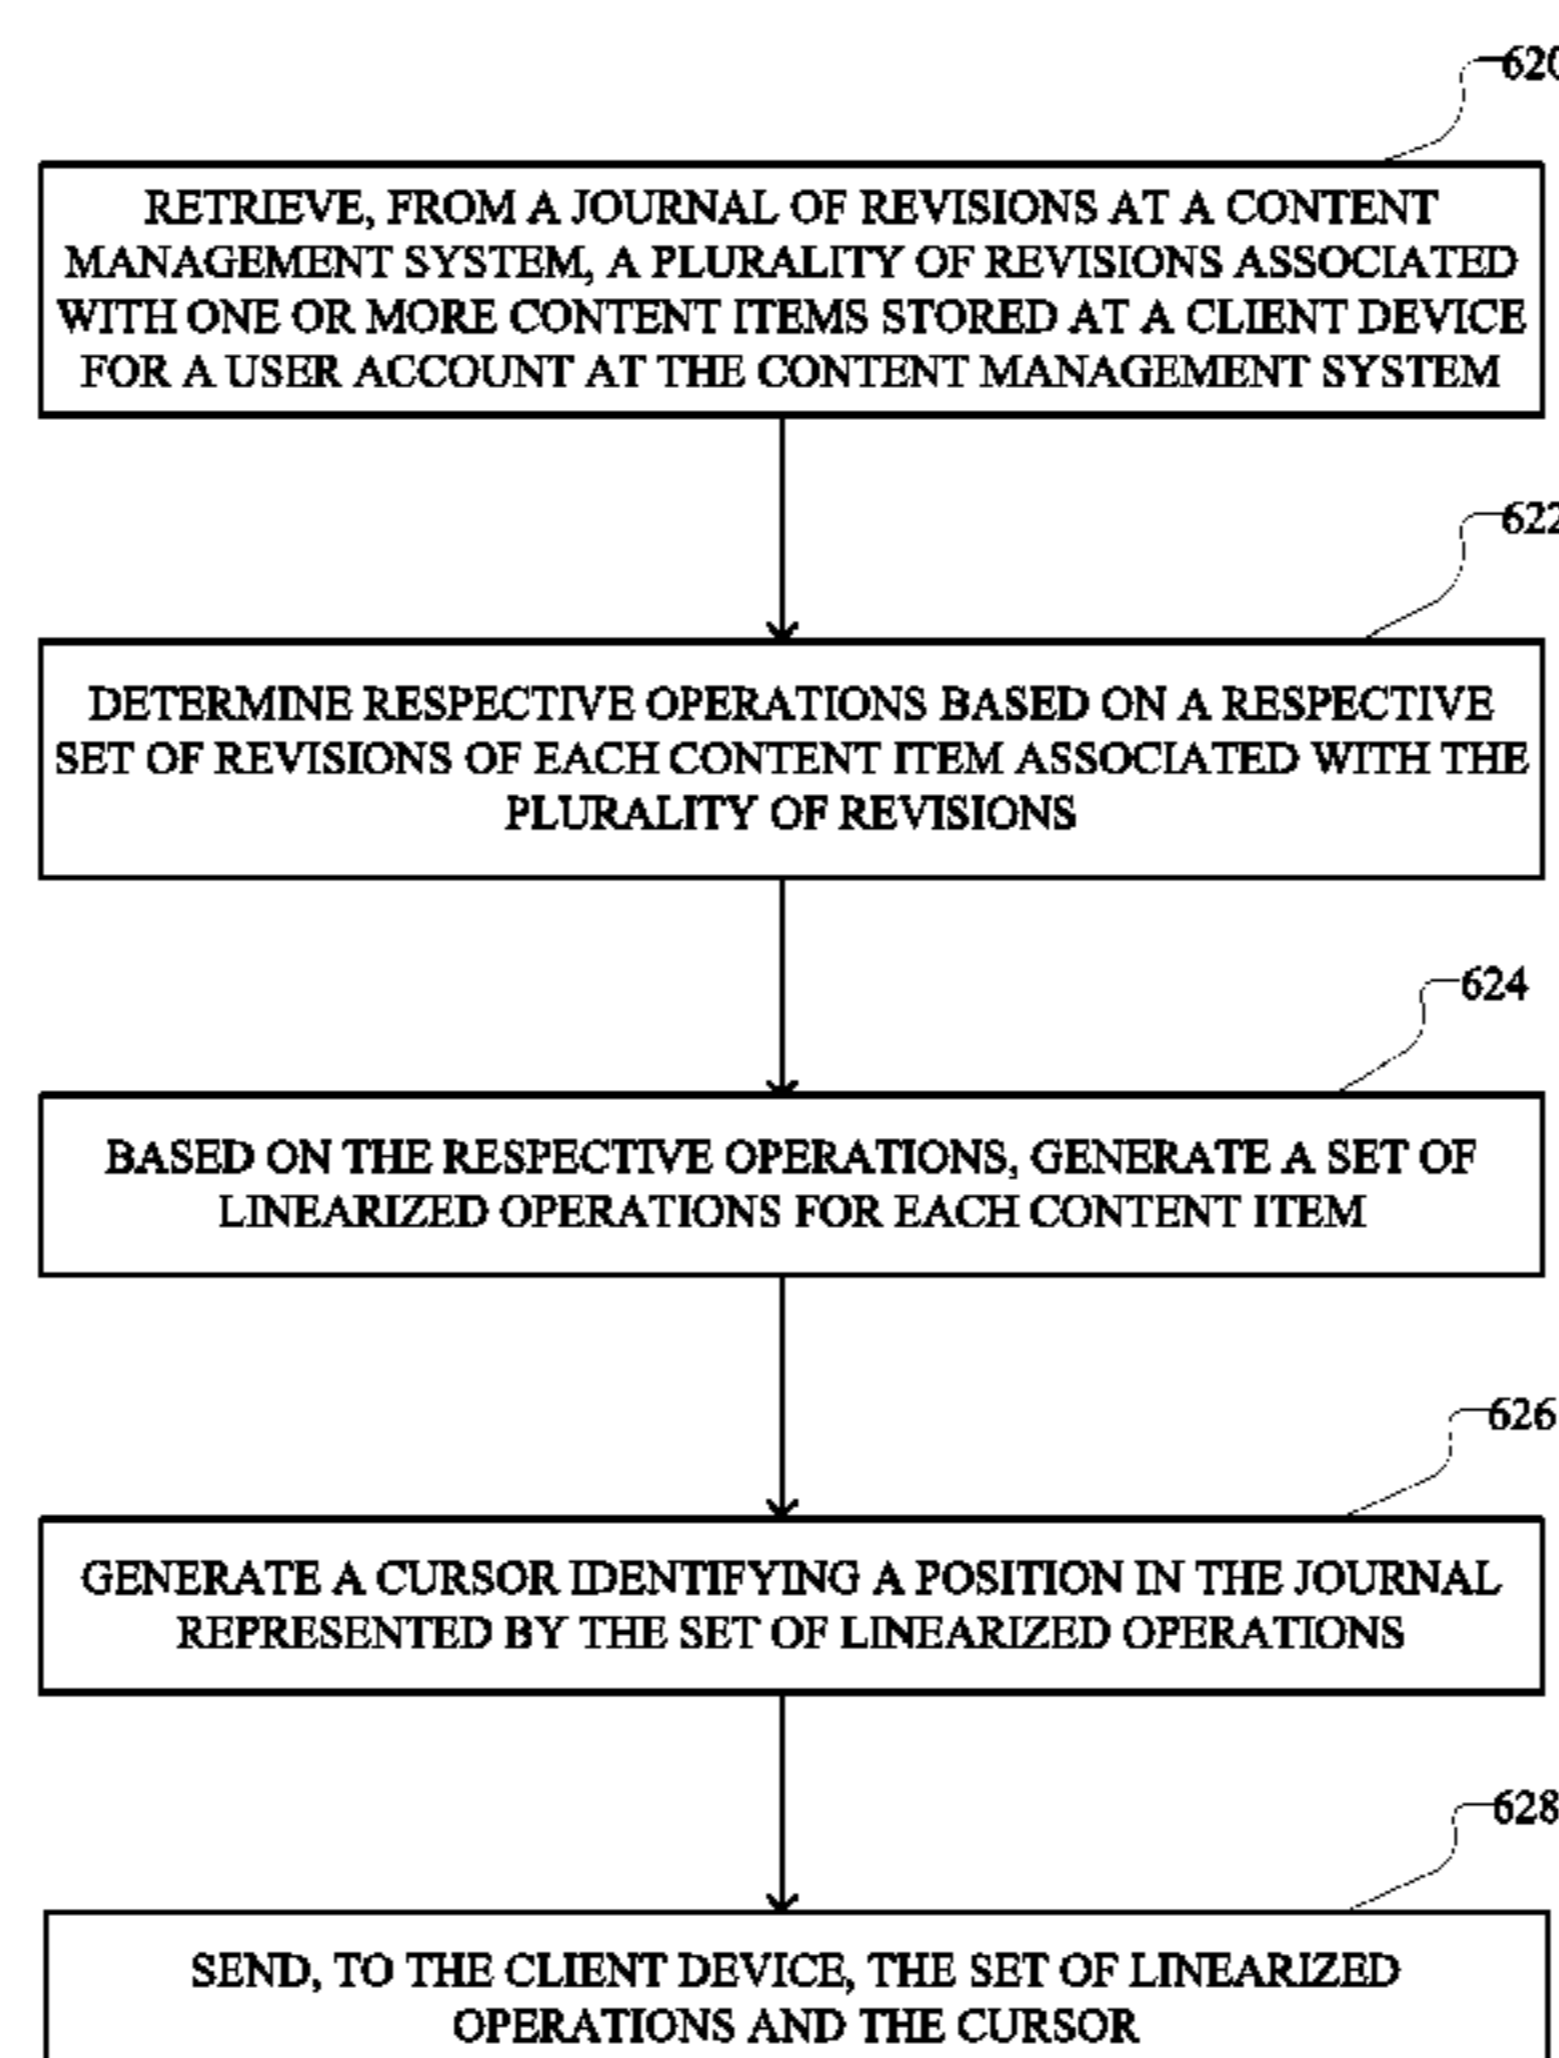 620
RETRIEVE, FROM A JOURNAL OF REVISIONS AT A CONTENT
MANAGEMENT SYSTEM, A PLURALITY OF REVISIONS ASSOCIATED
WITH ONE OR MORE CONTENT ITEMS STORED AT A CLIENT DEVICE
FOR A USER ACCOUNT AT THE CONTENT MANAGEMENT SYSTEM
622
DETERMINE RESPECTIVE OPERATIONS BASED ON A RESPECTIVE
SET OF REVISIONS OF EACH CONTENT ITEM ASSOCIATED WITH THE
PLURALITY OF REVISIONS
624
BASED ON THE RESPECTIVE OPERATIONS, GENERATE A SET OF
LINEARIZED OPERATIONS FOR EACH CONTENT ITEM
626
GENERATE A CURSOR IDENTIFYING A POSITION IN THE JOURNAL
REPRESENTED BY THE SET OF LINEARIZED OPERATIONS
628
SEND, TO THE CLIENT DEVICE, THE SET OF LINEARIZED
OPERATIONS AND THE CURSOR